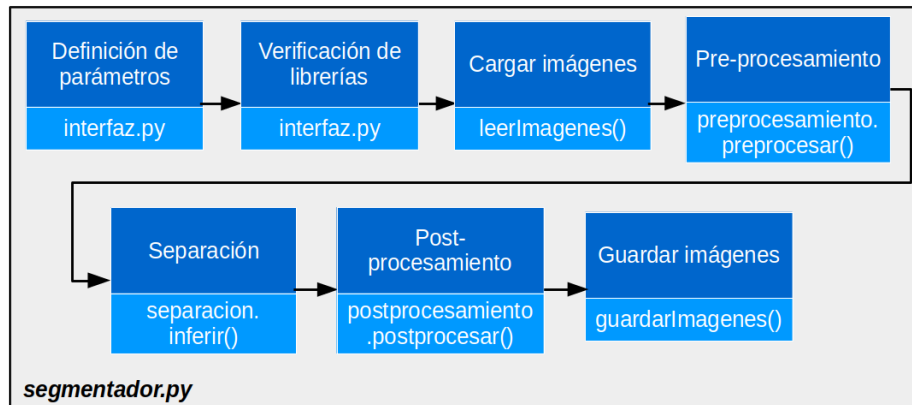 Definición de
parámetros
interfaz.py
Verificación de
librerías
interfaz.py
Cargar imágenes
leerImagenes()
Pre-procesamiento
preprocesamiento.
preprocesar()
Separación
separacion.
inferir()
Post-
procesamiento
postprocesamiento
.postprocesar()
Guardar imágenes
guardarImagenes()
segmentador.py